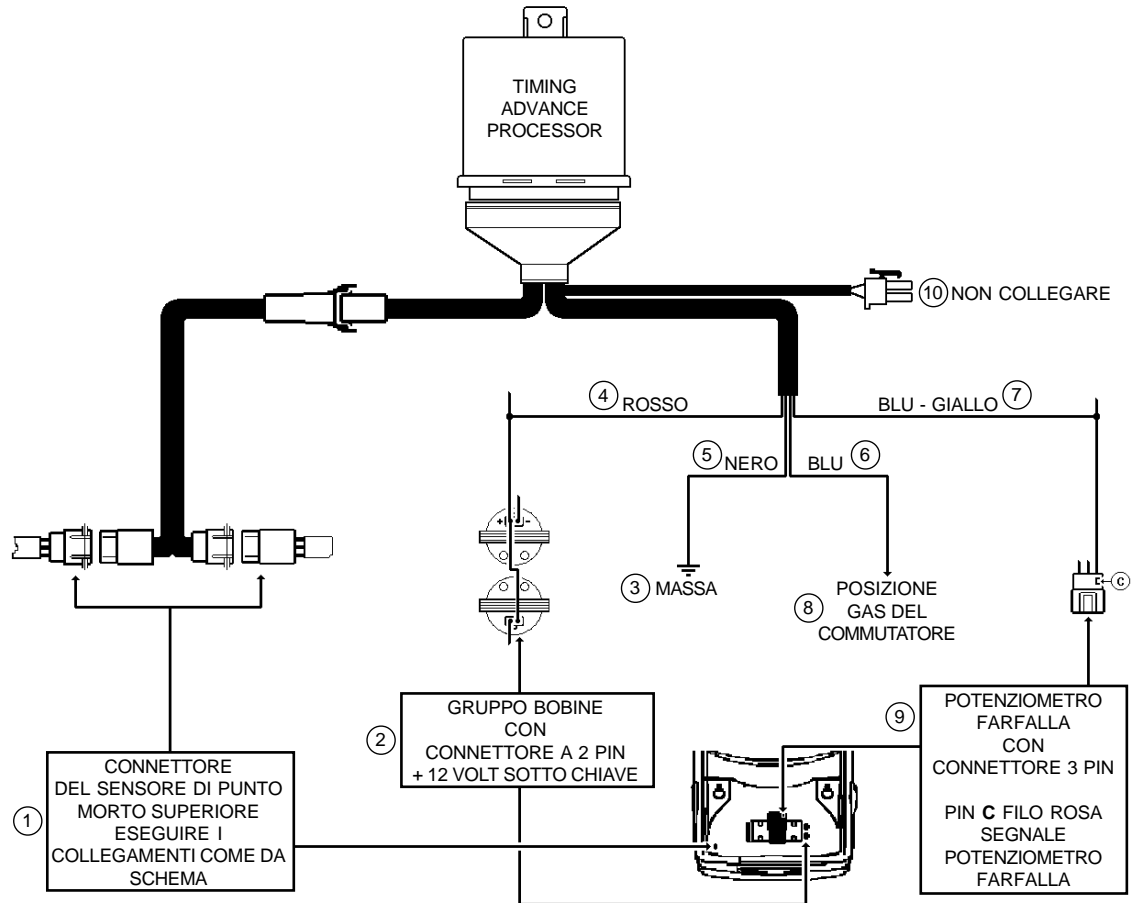 TIMING
ADVANCE
PROCESSOR
10 NON COLLEGARE
4 ROSSO
BLU - GIALLO 7
5 NERO
BLU 6
+ -
3 MASSA
8 POSIZIONE
GAS DEL
COMMUTATORE
C
1 CONNETTORE
DEL SENSORE DI PUNTO
MORTO SUPERIORE
ESEGUIRE I
COLLEGAMENTI COME DA
SCHEMA
2 GRUPPO BOBINE
CON
CONNETTORE A 2 PIN
+ 12 VOLT SOTTO CHIAVE
9 POTENZIOMETRO
FARFALLA
CON
CONNETTORE 3 PIN
PIN C FILO ROSA
SEGNALE
POTENZIOMETRO
FARFALLA